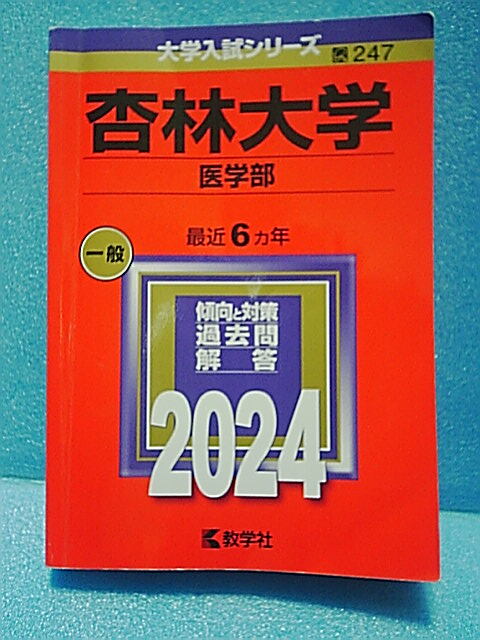 大学入試シリーズ 247
杏林大学
医学部
最近6カ年
一般
傾向と対策
過去問
解答
2024
教学社